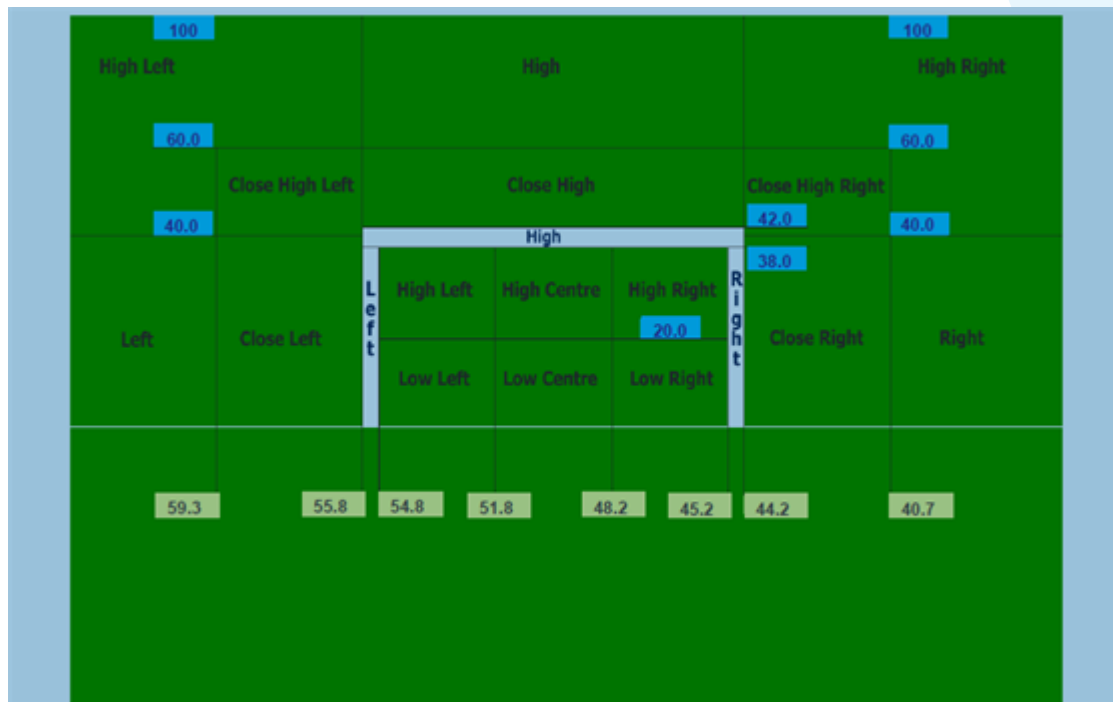 100 100
High Left High High Right
60.0 60.0
Close High Left Close High Close High Right
40.0 42.0 40.0
High
38.0
Left High Left High Centre High Right Right
20.0
Left Close Left Close Right Right
Low Left Low Centre Low Right
59.3 55.8 54.8 51.8 48.2 45.2 44.2 40.7